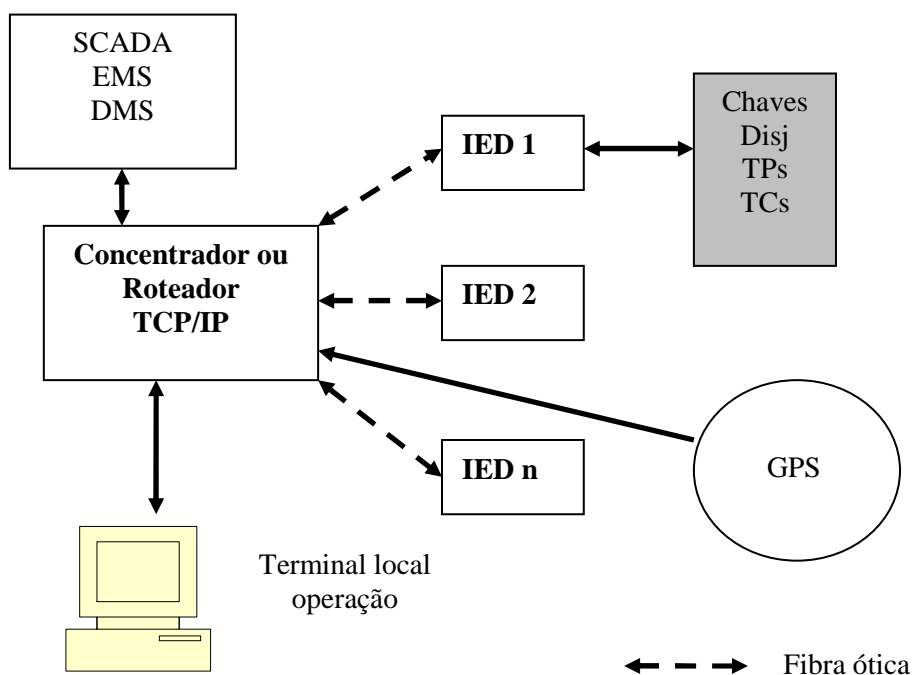 SCADA
EMS
DMS
IED 1
Chaves
Disj
TPs
TCs
Concentrador ou
Roteador
TCP/IP
IED 2
IED n
GPS
Terminal local
operação
Fibra ótica